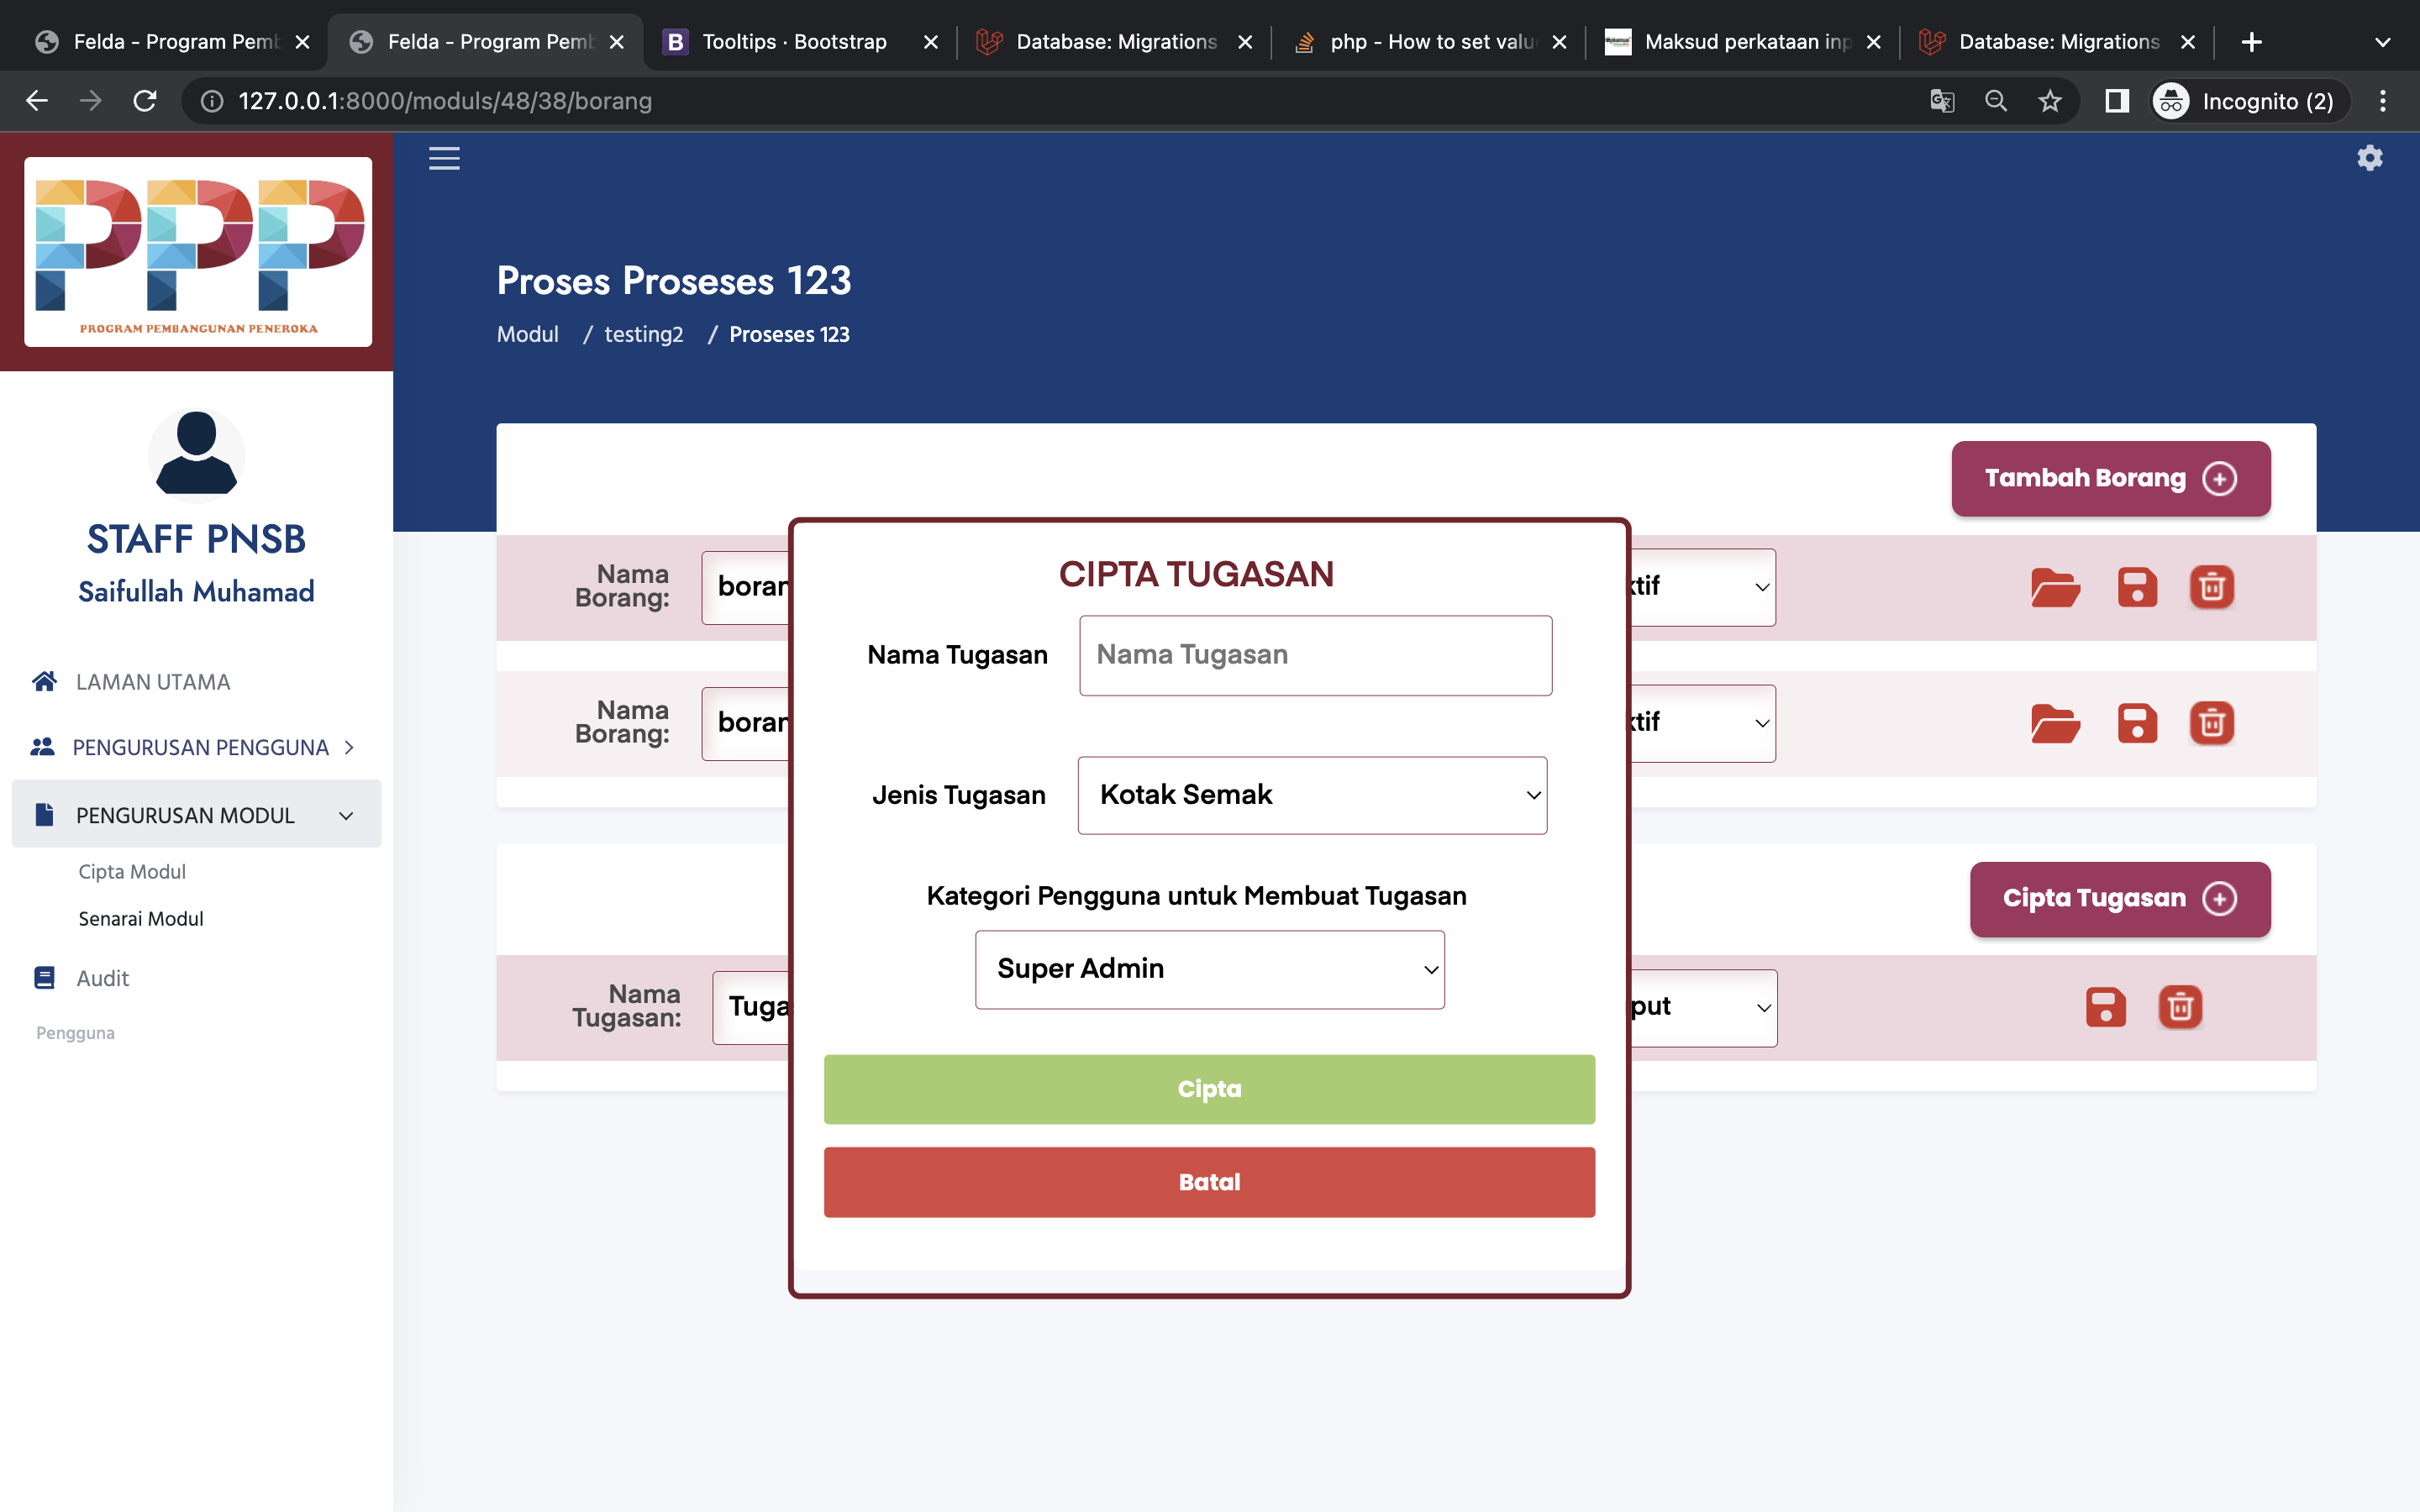 Felda - Program Pemb
Felda - Program Pemb
Tooltips · Bootstrap
Database: Migrations
php - How to set valu
Maksud perkataan inp
Database: Migrations
127.0.0.1:8000/moduls/48/38/borang
Incognito (2)
PPP
PROGRAM PEMBANGUNAN PENEROKA
STAFF PNSB
Saifullah Muhamad
LAMAN UTAMA
PENGURUSAN PENGGUNA
PENGURUSAN MODUL
Cipta Modul
Senarai Modul
Audit
Pengguna
Proses Proseses 123
Modul / testing2 / Proseses 123
Tambah Borang
Nama
Borang:
boran
ktif
Nama
Borang:
boran
ktif
Cipta Tugasan
Nama
Tugasan:
Tuga
put
CIPTA TUGASAN
Nama Tugasan
Nama Tugasan
Jenis Tugasan
Kotak Semak
Kategori Pengguna untuk Membuat Tugasan
Super Admin
Cipta
Batal